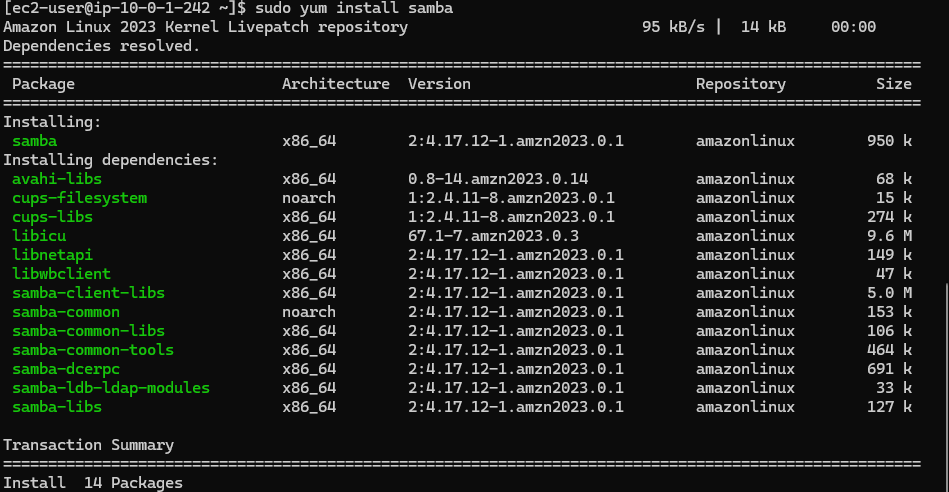 [ec2-user@ip-10-0-1-242 ~]$ sudo yum install samba
Amazon Linux 2023 Kernel Livepatch repository                          95 kB/s |  14 kB     00:00
Dependencies resolved.
======================================================================================================
 Package                       Architecture  Version                         Repository          Size
======================================================================================================
Installing:
 samba                         x86_64        2:4.17.12-1.amzn2023.0.1        amazonlinux        950 k
Installing dependencies:
 avahi-libs                    x86_64        0.8-14.amzn2023.0.14            amazonlinux         68 k
 cups-filesystem               noarch        1:2.4.11-8.amzn2023.0.1         amazonlinux         15 k
 cups-libs                     x86_64        1:2.4.11-8.amzn2023.0.1         amazonlinux        274 k
 libicu                        x86_64        67.1-7.amzn2023.0.3             amazonlinux        9.6 M
 libnetapi                     x86_64        2:4.17.12-1.amzn2023.0.1        amazonlinux        149 k
 libwbclient                   x86_64        2:4.17.12-1.amzn2023.0.1        amazonlinux         47 k
 samba-client-libs             x86_64        2:4.17.12-1.amzn2023.0.1        amazonlinux        5.0 M
 samba-common                  noarch        2:4.17.12-1.amzn2023.0.1        amazonlinux        153 k
 samba-common-libs             x86_64        2:4.17.12-1.amzn2023.0.1        amazonlinux        106 k
 samba-common-tools            x86_64        2:4.17.12-1.amzn2023.0.1        amazonlinux        464 k
 samba-dcerpc                  x86_64        2:4.17.12-1.amzn2023.0.1        amazonlinux        691 k
 samba-ldb-ldap-modules        x86_64        2:4.17.12-1.amzn2023.0.1        amazonlinux         33 k
 samba-libs                    x86_64        2:4.17.12-1.amzn2023.0.1        amazonlinux        127 k

Transaction Summary
======================================================================================================
Install  14 Packages